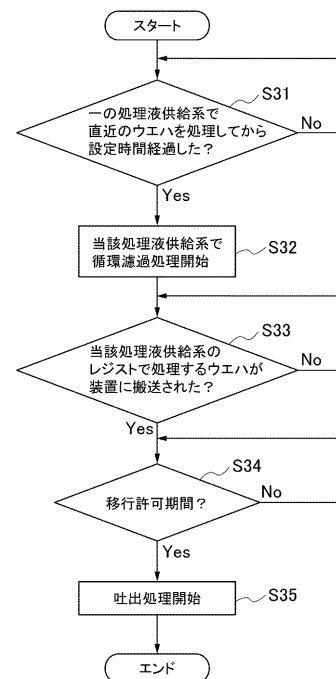 スタート
S31
一の処理液供給系で
直近のウエハを処理してから
設定時間経過した？
No
Yes
当該処理液供給系で
循環濾過処理開始
S32
S33
当該処理液供給系の
レジストで処理するウエハが
装置に搬送された？
No
Yes
S34
移行許可期間？
No
Yes
吐出処理開始
S35
エンド